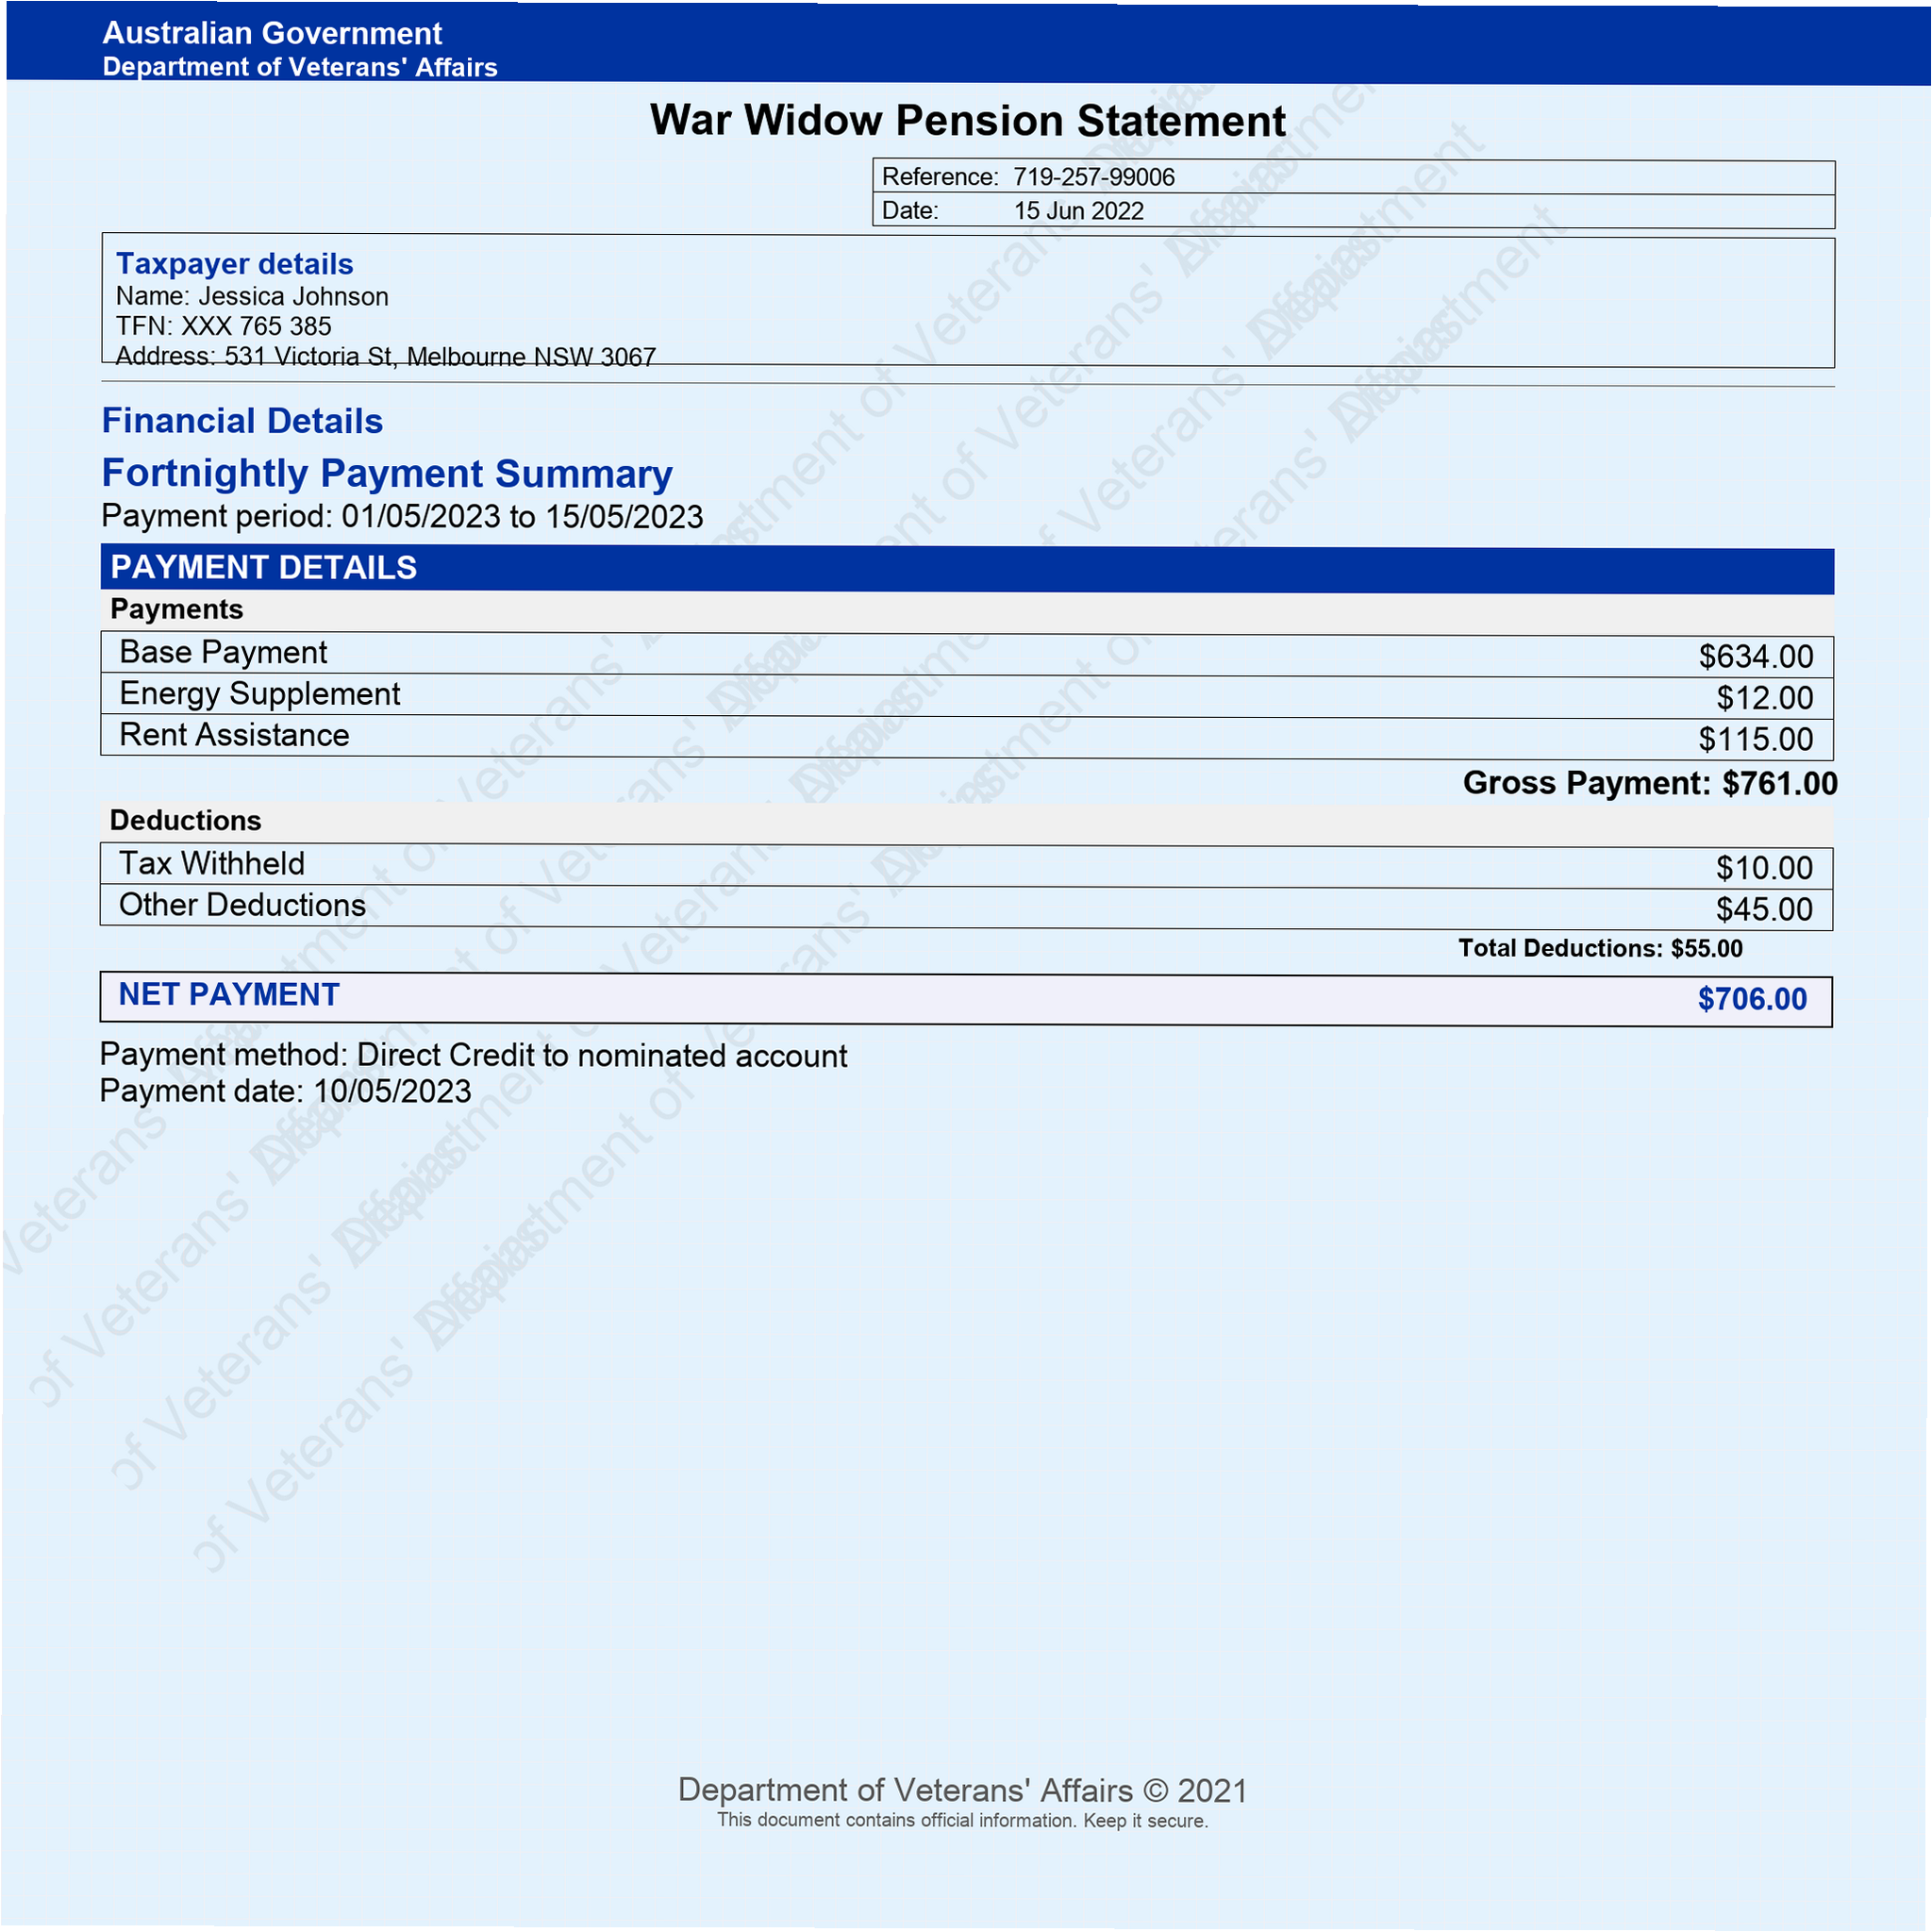 Australian Government
Department of Veterans' Affairs
War Widow Pension Statement
Reference: 719-257-99006
Date: 15 Jun 2022
Taxpayer details
Name: Jessica Johnson
TFN: XXX 765 385
Address: 531 Victoria St, Melbourne NSW 3067
Financial Details
Fortnightly Payment Summary
Payment period: 01/05/2023 to 15/05/2023
PAYMENT DETAILS
Payments
Base Payment $634.00
Energy Supplement $12.00
Rent Assistance $115.00
Gross Payment: $761.00
Deductions
Tax Withheld $10.00
Other Deductions $45.00
Total Deductions: $55.00
NET PAYMENT $706.00
Payment method: Direct Credit to nominated account
Payment date: 10/05/2023
Department of Veterans' Affairs © 2021
This document contains official information. Keep it secure.